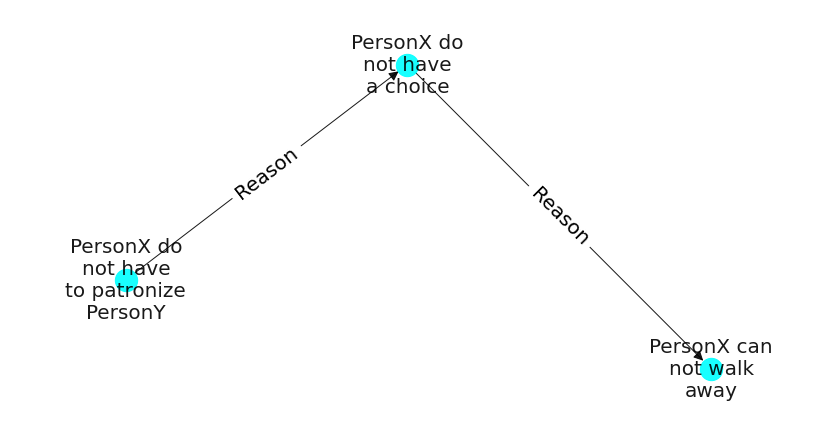 PersonX do
not have
a choice
Reason
Reason
PersonX do
not have
to patronize
PersonY
PersonX can
not walk
away